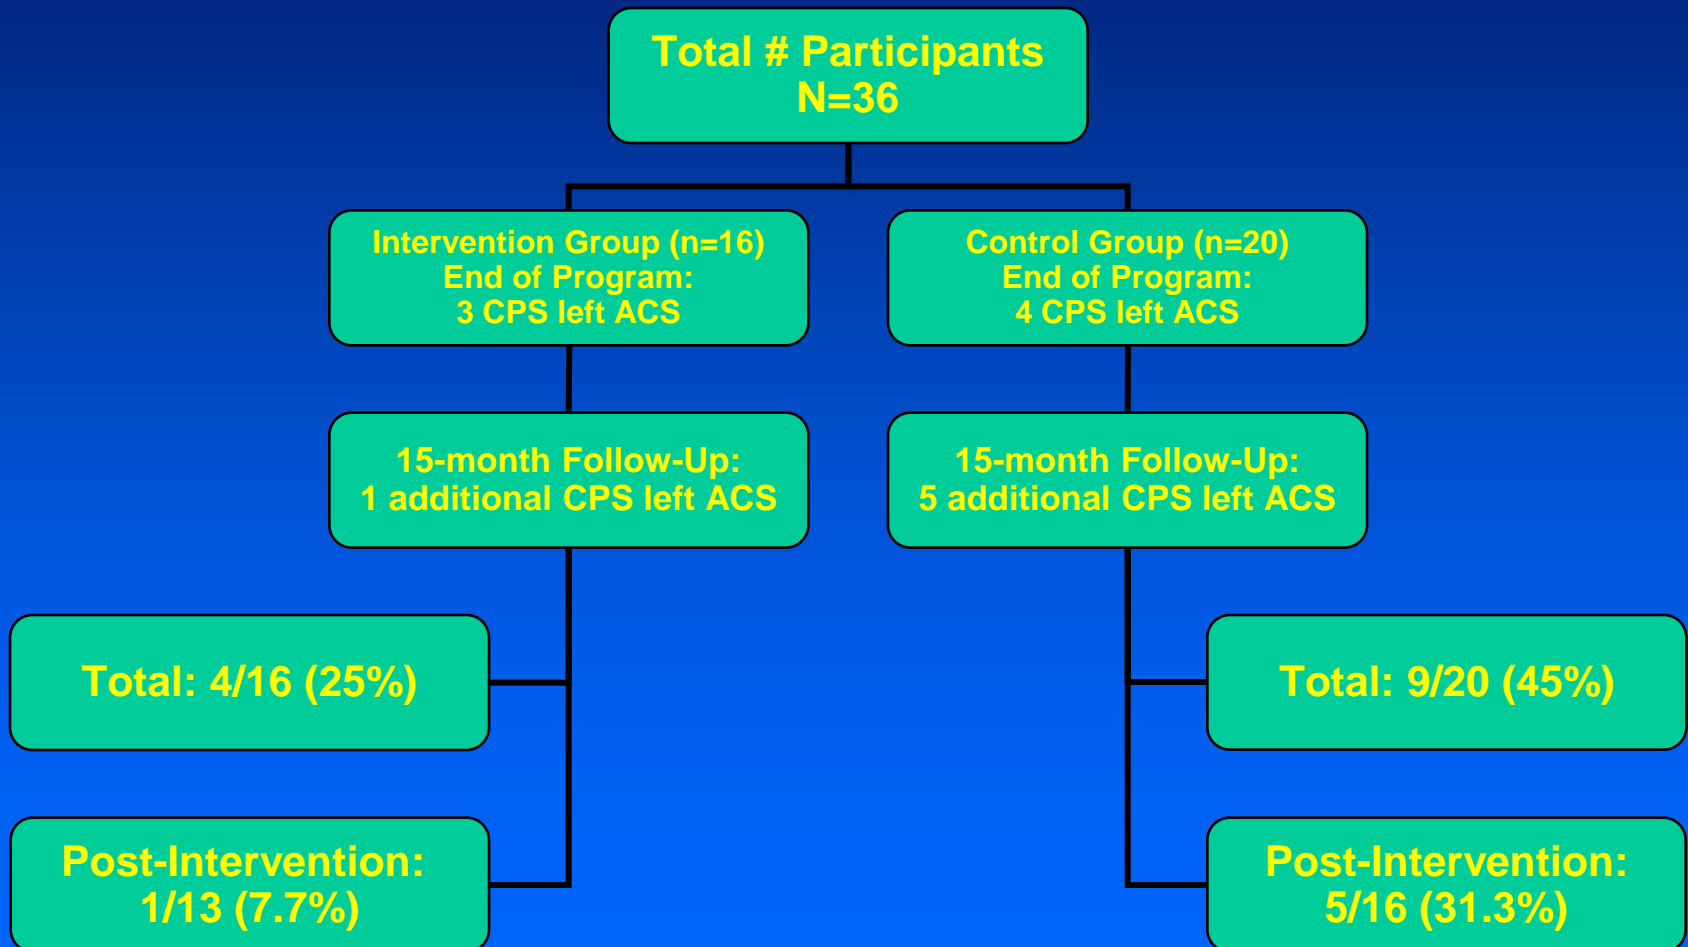 Total # Participants
N=36
Intervention Group (n=16)
End of Program:
3 CPS left ACS
Control Group (n=20)
End of Program:
4 CPS left ACS
15-month Follow-Up:
1 additional CPS left ACS
15-month Follow-Up:
5 additional CPS left ACS
Total: 4/16 (25%)
Total: 9/20 (45%)
Post-Intervention:
1/13 (7.7%)
Post-Intervention:
5/16 (31.3%)